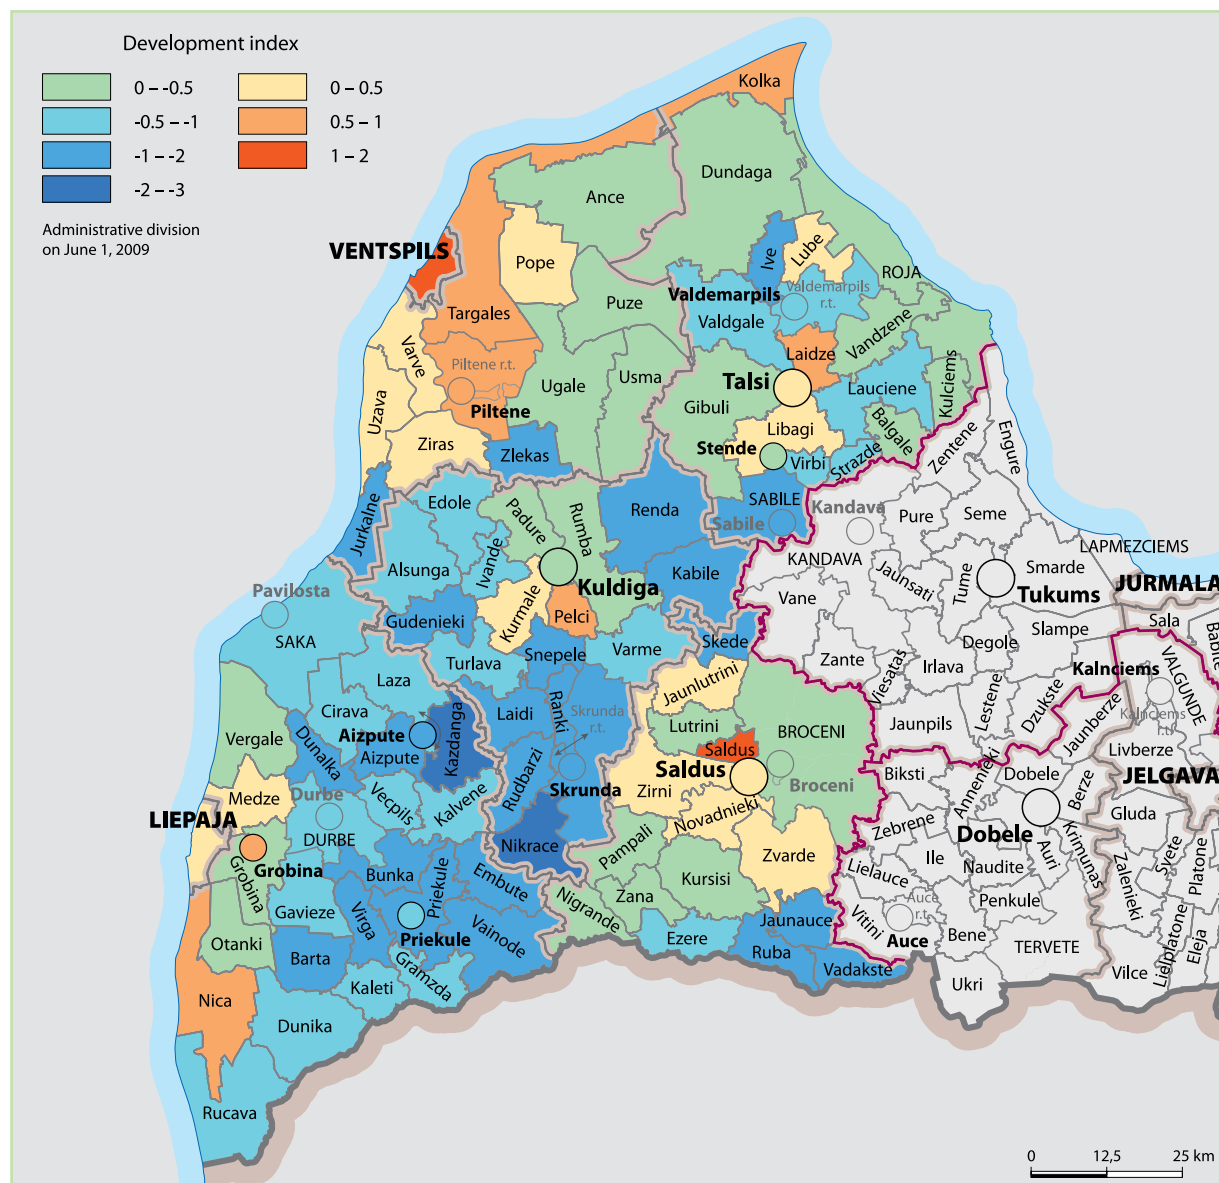 Development index
0 – -0.5
0 – 0.5
-0.5 – -1
0.5 – 1
-1 – -2
1 – 2
-2 – -3
Administrative division
on June 1, 2009
Kolka
Dundaga
Ance
VENTSPILS
Pope
Ive
Lube
ROJA
Valdemarpils
Valdemarpils
r.t.
Puze
Targales
Valdgale
Vandzene
Varve
Piltene r.t.
Laidze
Usma
Ugale
Talsi
Lauciene
Kulciems
Uzava
Piltene
Gibuli
Libagi
Balgale
Ziras
Zlekas
Stende
Virbi
Strazde
Zentene
Engure
Jurkalne
Edole
Padure
Rumba
Renda
SABILE
Sabile
Kandava
Pure
Seme
LAPMEZCIEMS
Alsunga
Ivande
Kuldiga
Kabile
KANDAVA
Jaunsati
Tume
Smarde
Tukums
JURMALA
Pavilosta
SAKA
Gudenieki
Kurmale
Pelci
Vane
Slampe
Sala
Babite
Turlava
Snepele
Varme
Skede
Zante
Viesatas
Irlava
Degole
Kalnciems
VALGUNDE
Kalnciems
r.t.
Laza
Jaunlutrini
Cirava
Kazdanga
Laidi
Ranki
Skrunda
r.t.
Lutrini
BROCENI
Jaunpils
Lestene
Dzukste
Jaunberze
Livberze
Vergale
Dunalka
Aizpute
Aizpute
Saldus
Saldus
Broceni
Biksti
Annenieki
Dobele
Berze
JELGAVA
Medze
Durbe
Vecpils
Kalvene
Rudbarzi
Skrunda
Zirni
Novadnieki
Zebrene
Dobele
Gluda
LIEPAJA
DURBE
Nikrace
Pampali
Zvarde
Ile
Auri
Krimunas
Grobina
Grobina
Bunka
Priekule
Embute
Zana
Kursisi
Lielauce
Naudite
Zalenieki
Svete
Platone
Gavieze
Virga
Priekule
Vainode
Nigrande
Jaunauce
Vitini
Auce
r.t.
Auce
Penkule
Otanki
Barta
Ezere
Ruba
Bene
TERVETE
Lielplatone
Eleja
Nica
Kaleti
Gramzda
Vadakste
Ukri
Vilce
Dunika
Rucava
0
12,5
25 km